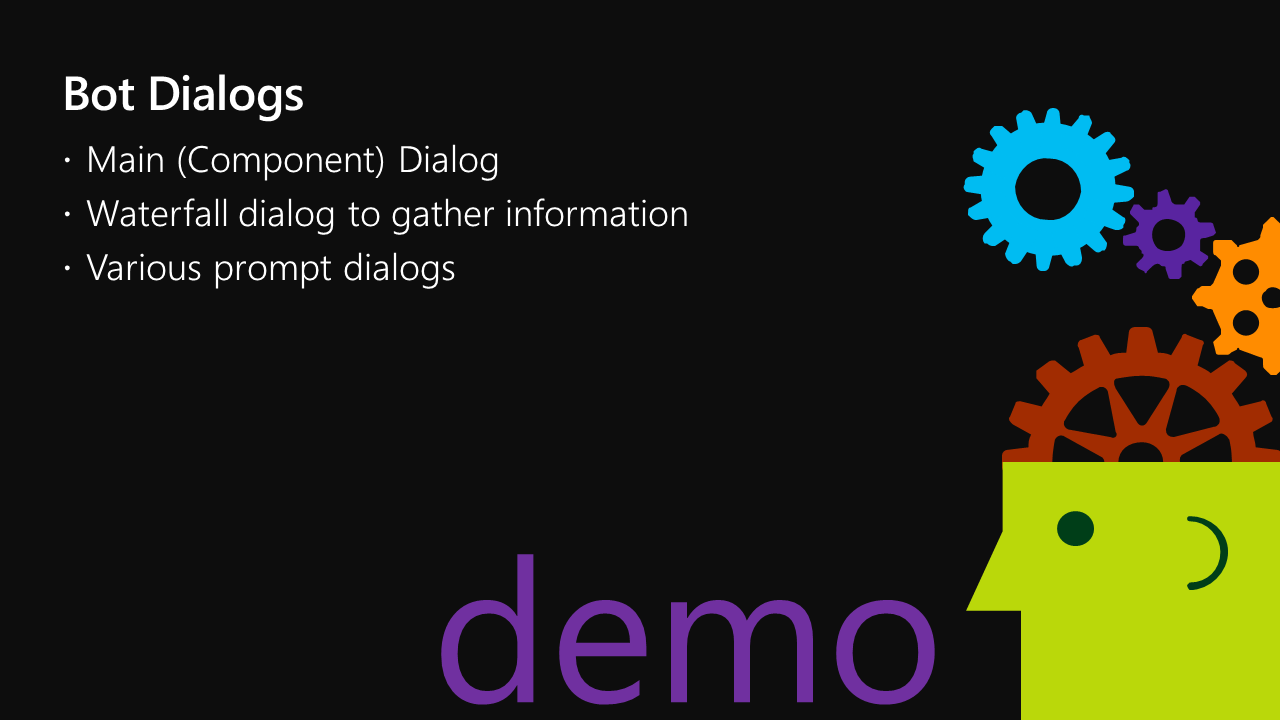 Bot Dialogs
· Main (Component) Dialog
· Waterfall dialog to gather information
· Various prompt dialogs
demo